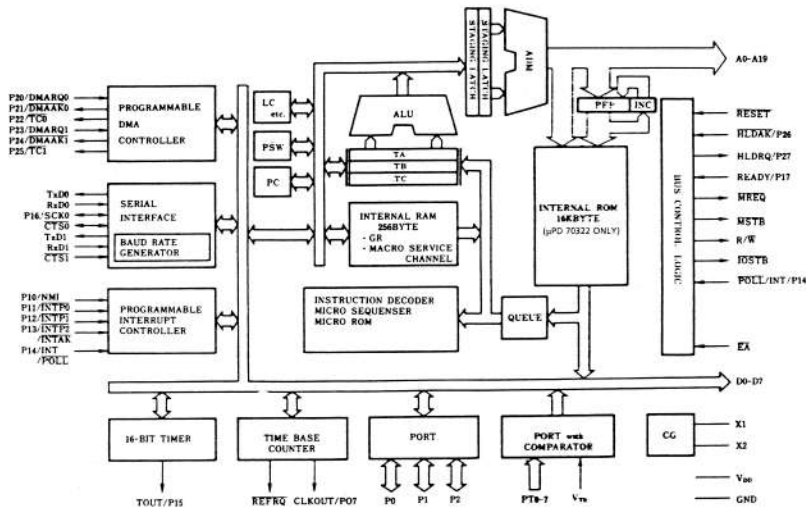 P20/DMARQ0
P21/DMAAK0
P22/TC0
P23/DMARQ1
P24/DMAAK1
P25/TC1
PROGRAMMABLE
DMA
CONTROLLER
TxD0
RxD0
P16/SCK0
CTS0
TxD1
RxD1
CTS1
SERIAL
INTERFACE
BAUD RATE
GENERATOR
P10/NMI
P11/INTP0
P12/INTP1
P13/INTP2
/INTAK
P14/INT
/POLL
PROGRAMMABLE
INTERRUPT
CONTROLLER
LC
etc.
PSW
PC
ALU
TA
TB
TC
STAGING LATCH
STAGING LATCH
ADM
INTERNAL RAM
256BYTE
- GR
- MACRO SERVICE
CHANNEL
INSTRUCTION DECODER
MICRO SEQUENSER
MICRO ROM
QUEUE
PFP
INC
INTERNAL ROM
16KBYTE
(μPD 70322 ONLY)
BUS CONTROL LOGIC
A0-A19
RESET
HLDAK/P26
HLDRQ/P27
READY/P17
MREQ
MSTB
R/W
IOSTB
POLL/INT/P14
EA
D0-D7
16-BIT TIMER
TOUT/P15
TIME BASE
COUNTER
REFRQ
CLKOUT/PO7
PORT
P0
P1
P2
PORT with
COMPARATOR
PT0-7
VTH
CG
X1
X2
VDD
GND